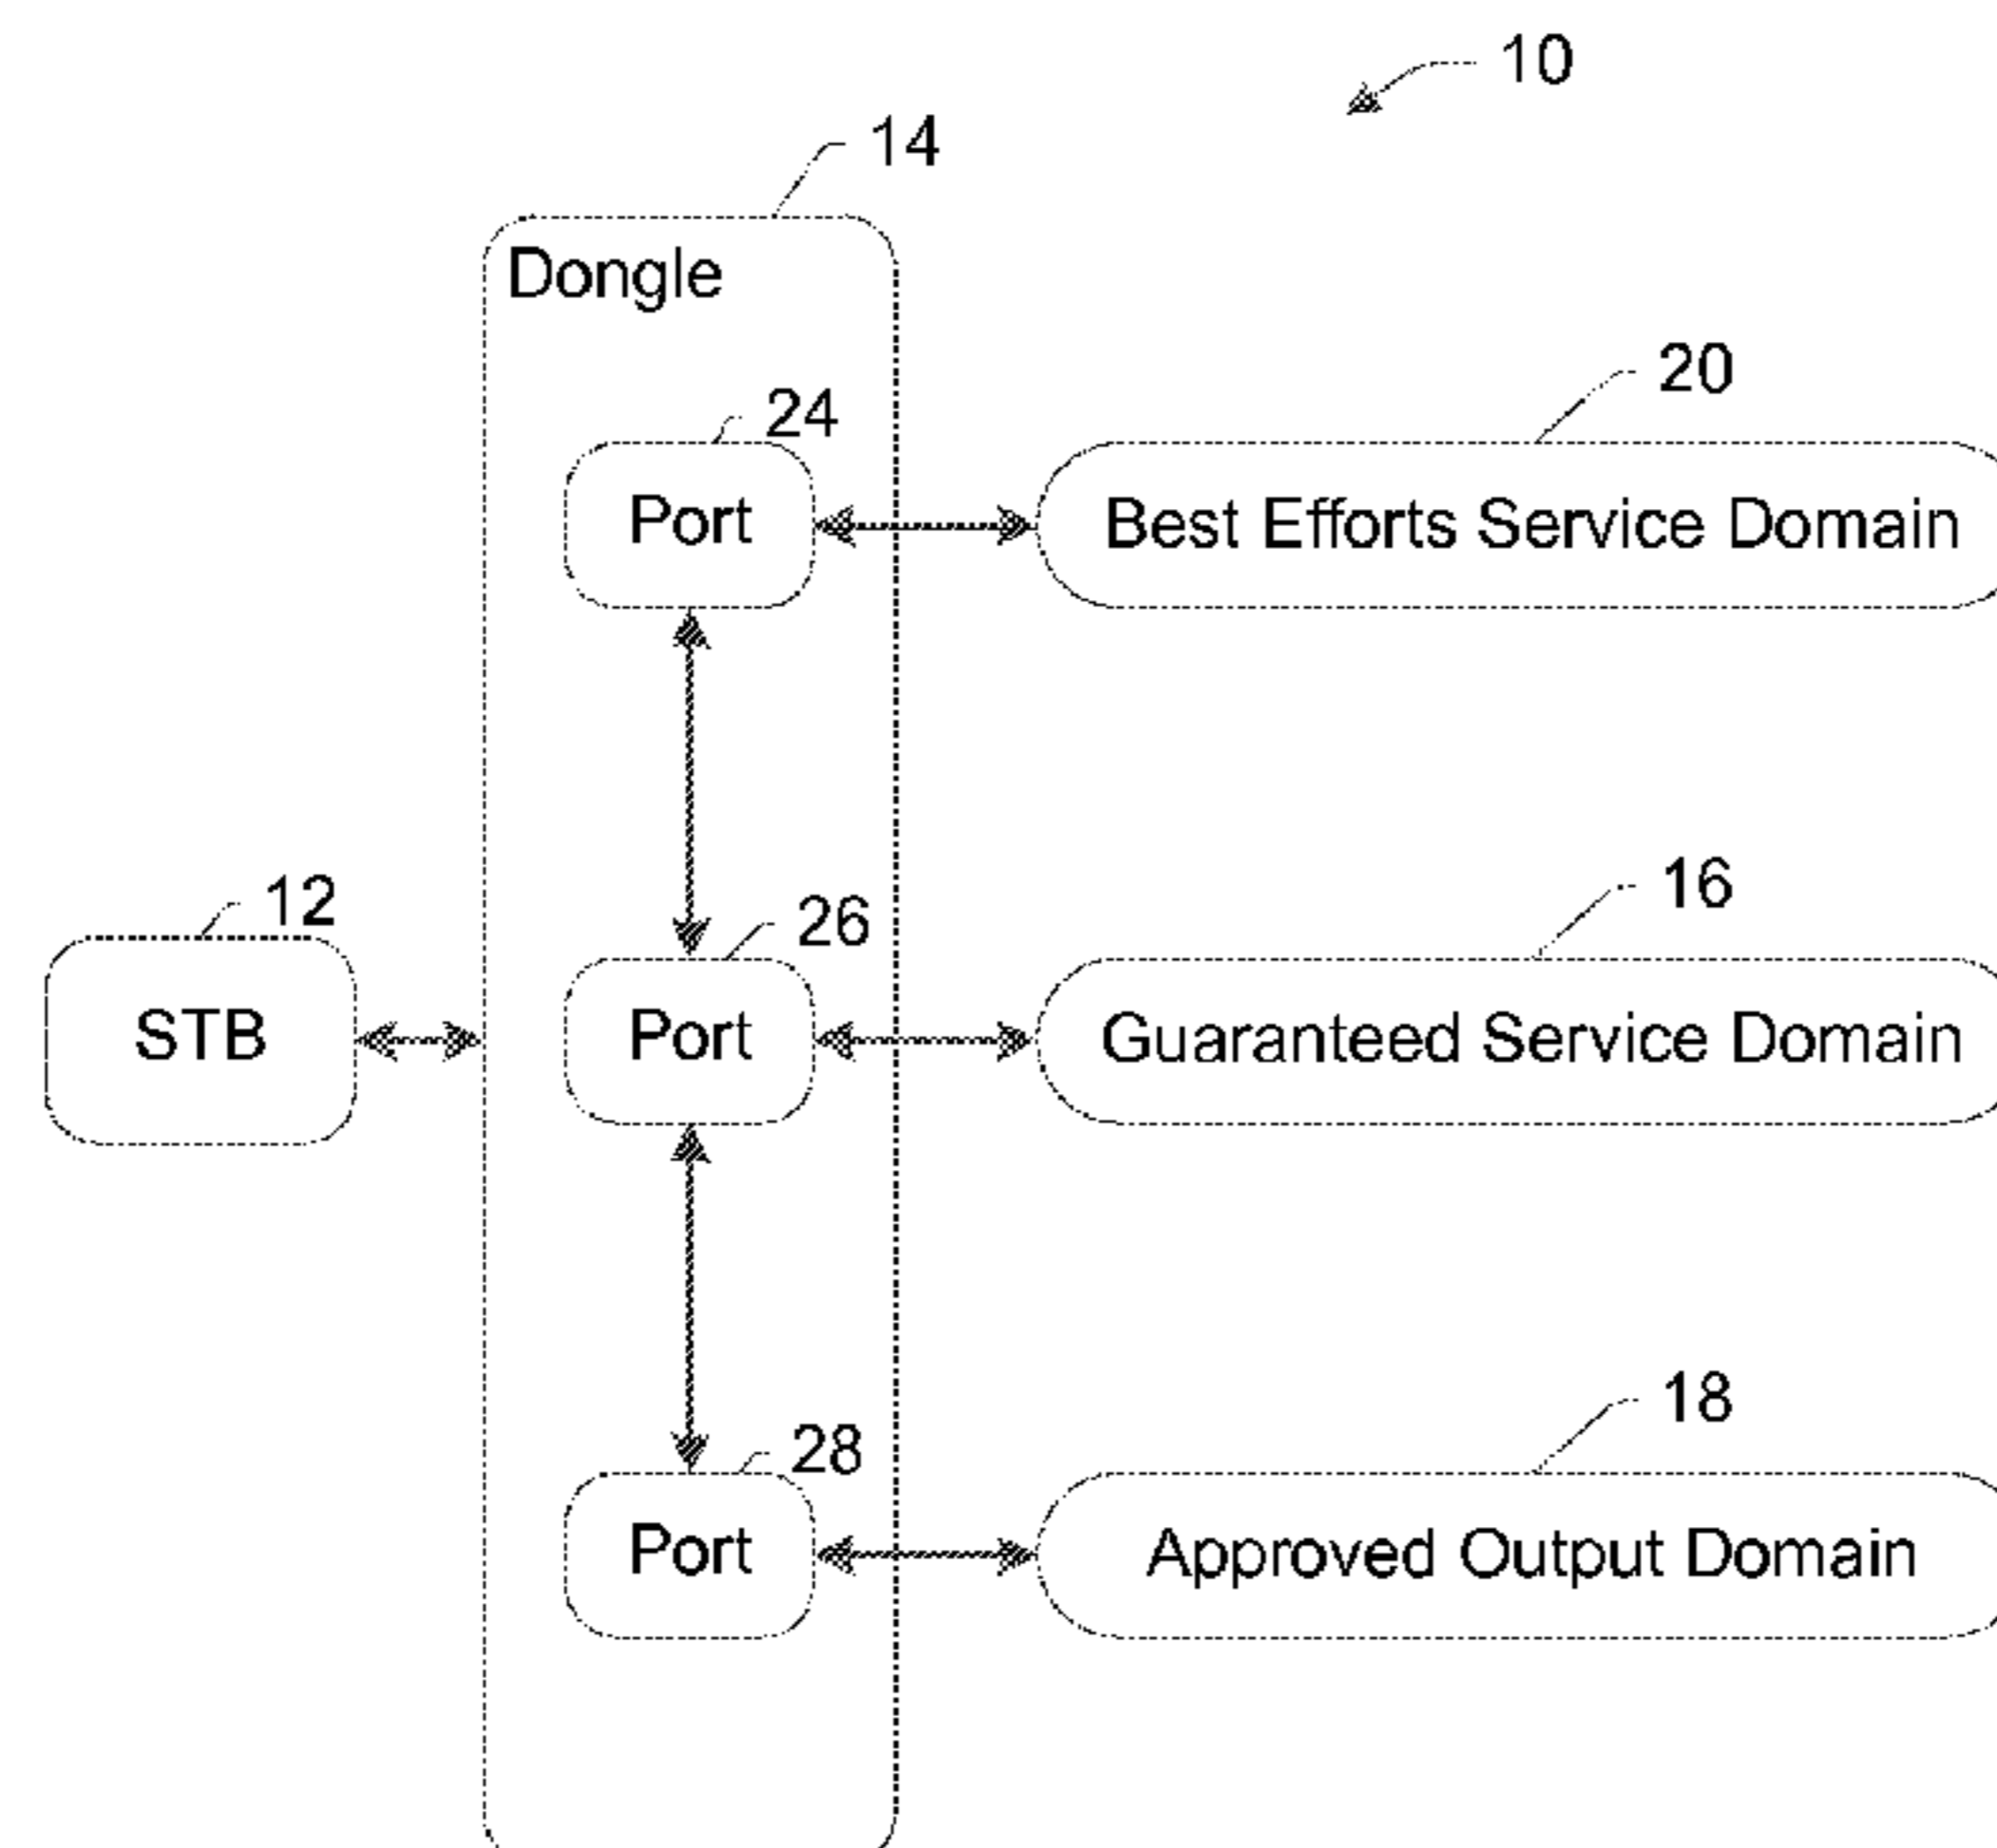 10
14
Dongle
20
24
Port
Best Efforts Service Domain
16
12
26
STB
Port
Guaranteed Service Domain
18
28
Port
Approved Output Domain